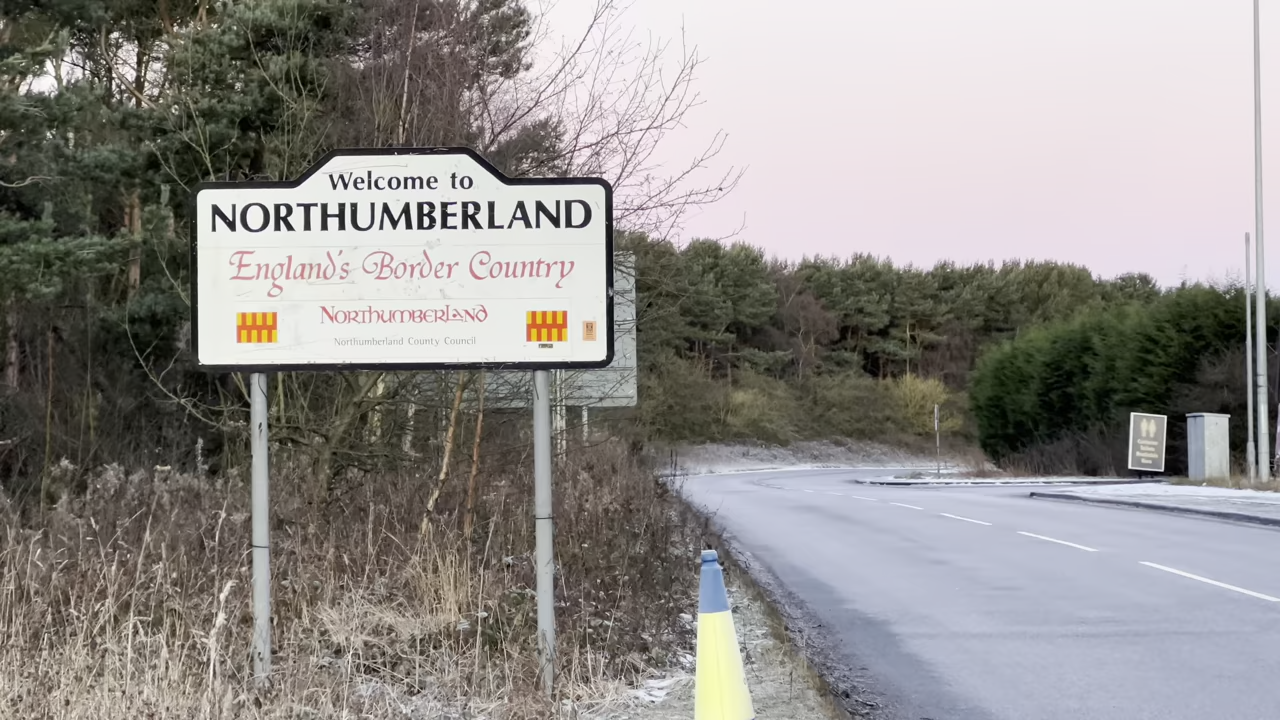 Welcome to
NORTHUMBERLAND
England's Border Country
NORTHUMBERLAND
Northumberland County Council